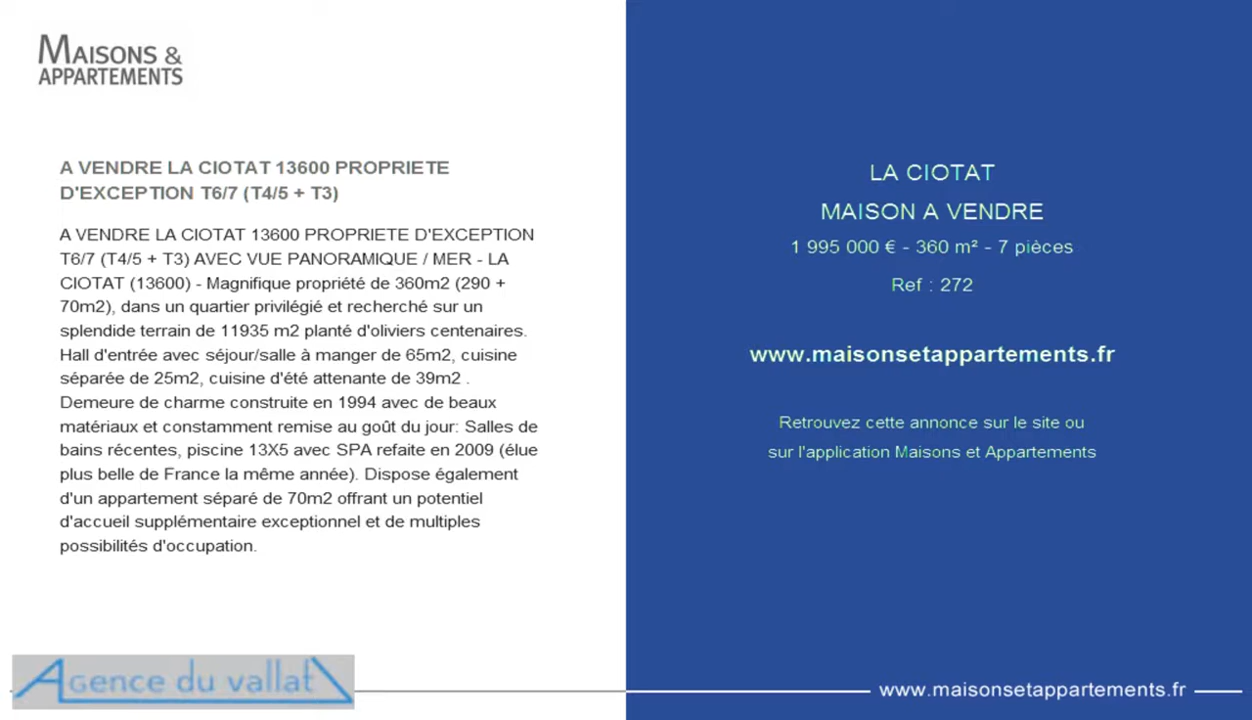 MAISONS &
APPARTEMENTS
A VENDRE LA CIOTAT 13600 PROPRIETE
D'EXCEPTION T6/7 (T4/5 + T3)
A VENDRE LA CIOTAT 13600 PROPRIETE D'EXCEPTION
T6/7 (T4/5 + T3) AVEC VUE PANORAMIQUE / MER - LA
CIOTAT (13600) - Magnifique propriété de 360m2 (290 +
70m2), dans un quartier privilégié et recherché sur un
splendide terrain de 11935 m2 planté d'oliviers centenaires.
Hall d'entrée avec séjour/salle à manger de 65m2, cuisine
séparée de 25m2, cuisine d'été attenante de 39m2 .
Demeure de charme construite en 1994 avec de beaux
matériaux et constamment remise au goût du jour: Salles de
bains récentes, piscine 13X5 avec SPA refaite en 2009 (élue
plus belle de France la même année). Dispose également
d'un appartement séparé de 70m2 offrant un potentiel
d'accueil supplémentaire exceptionnel et de multiples
possibilités d'occupation.
Agence du vallat
LA CIOTAT
MAISON A VENDRE
1 995 000 € - 360 m² - 7 pièces
Ref : 272
www.maisonsetappartements.fr
Retrouvez cette annonce sur le site ou
sur l'application Maisons et Appartements
www.maisonsetappartements.fr